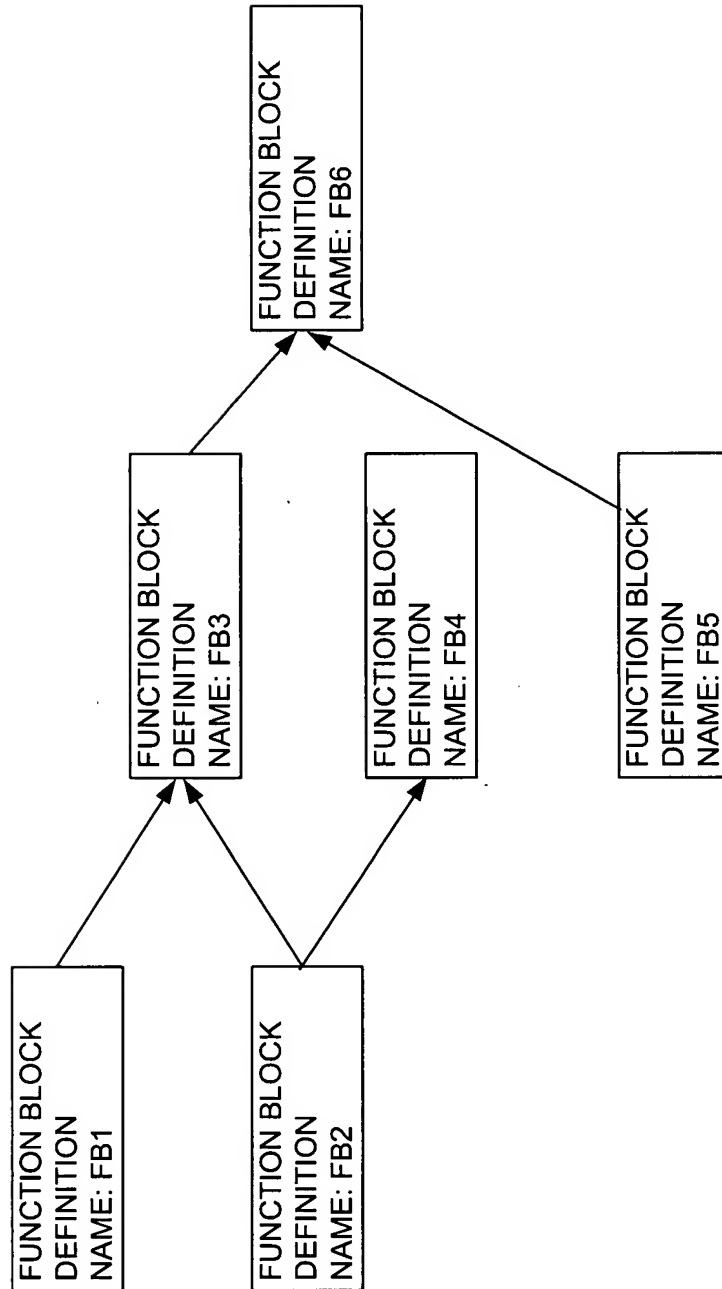 FUNCTION BLOCK
DEFINITION
NAME: FB1
FUNCTION BLOCK
DEFINITION
NAME: FB2
FUNCTION BLOCK
DEFINITION
NAME: FB3
FUNCTION BLOCK
DEFINITION
NAME: FB4
FUNCTION BLOCK
DEFINITION
NAME: FB5
FUNCTION BLOCK
DEFINITION
NAME: FB6